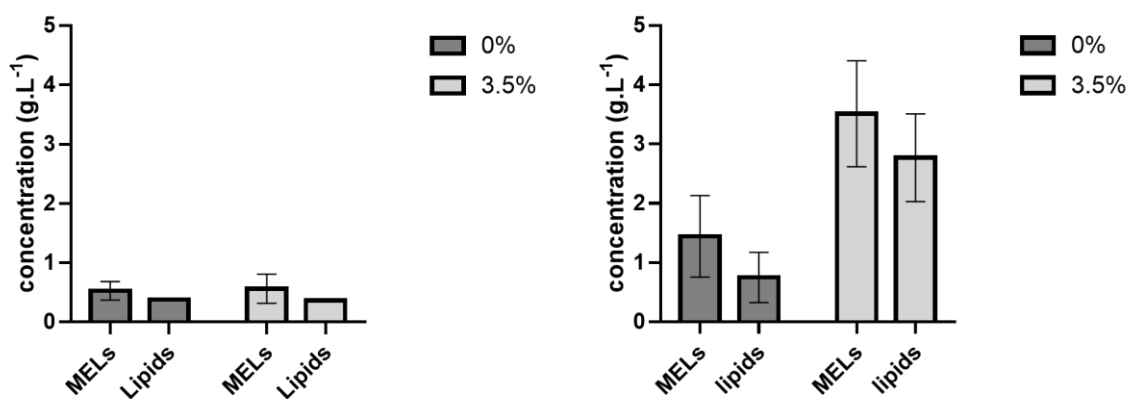 concentration (g.L⁻¹)
5
4
3
2
1
0
MELs
Lipids
MELs
Lipids
0%
3.5%
concentration (g.L⁻¹)
5
4
3
2
1
0
MELs
lipids
MELs
lipids
0%
3.5%